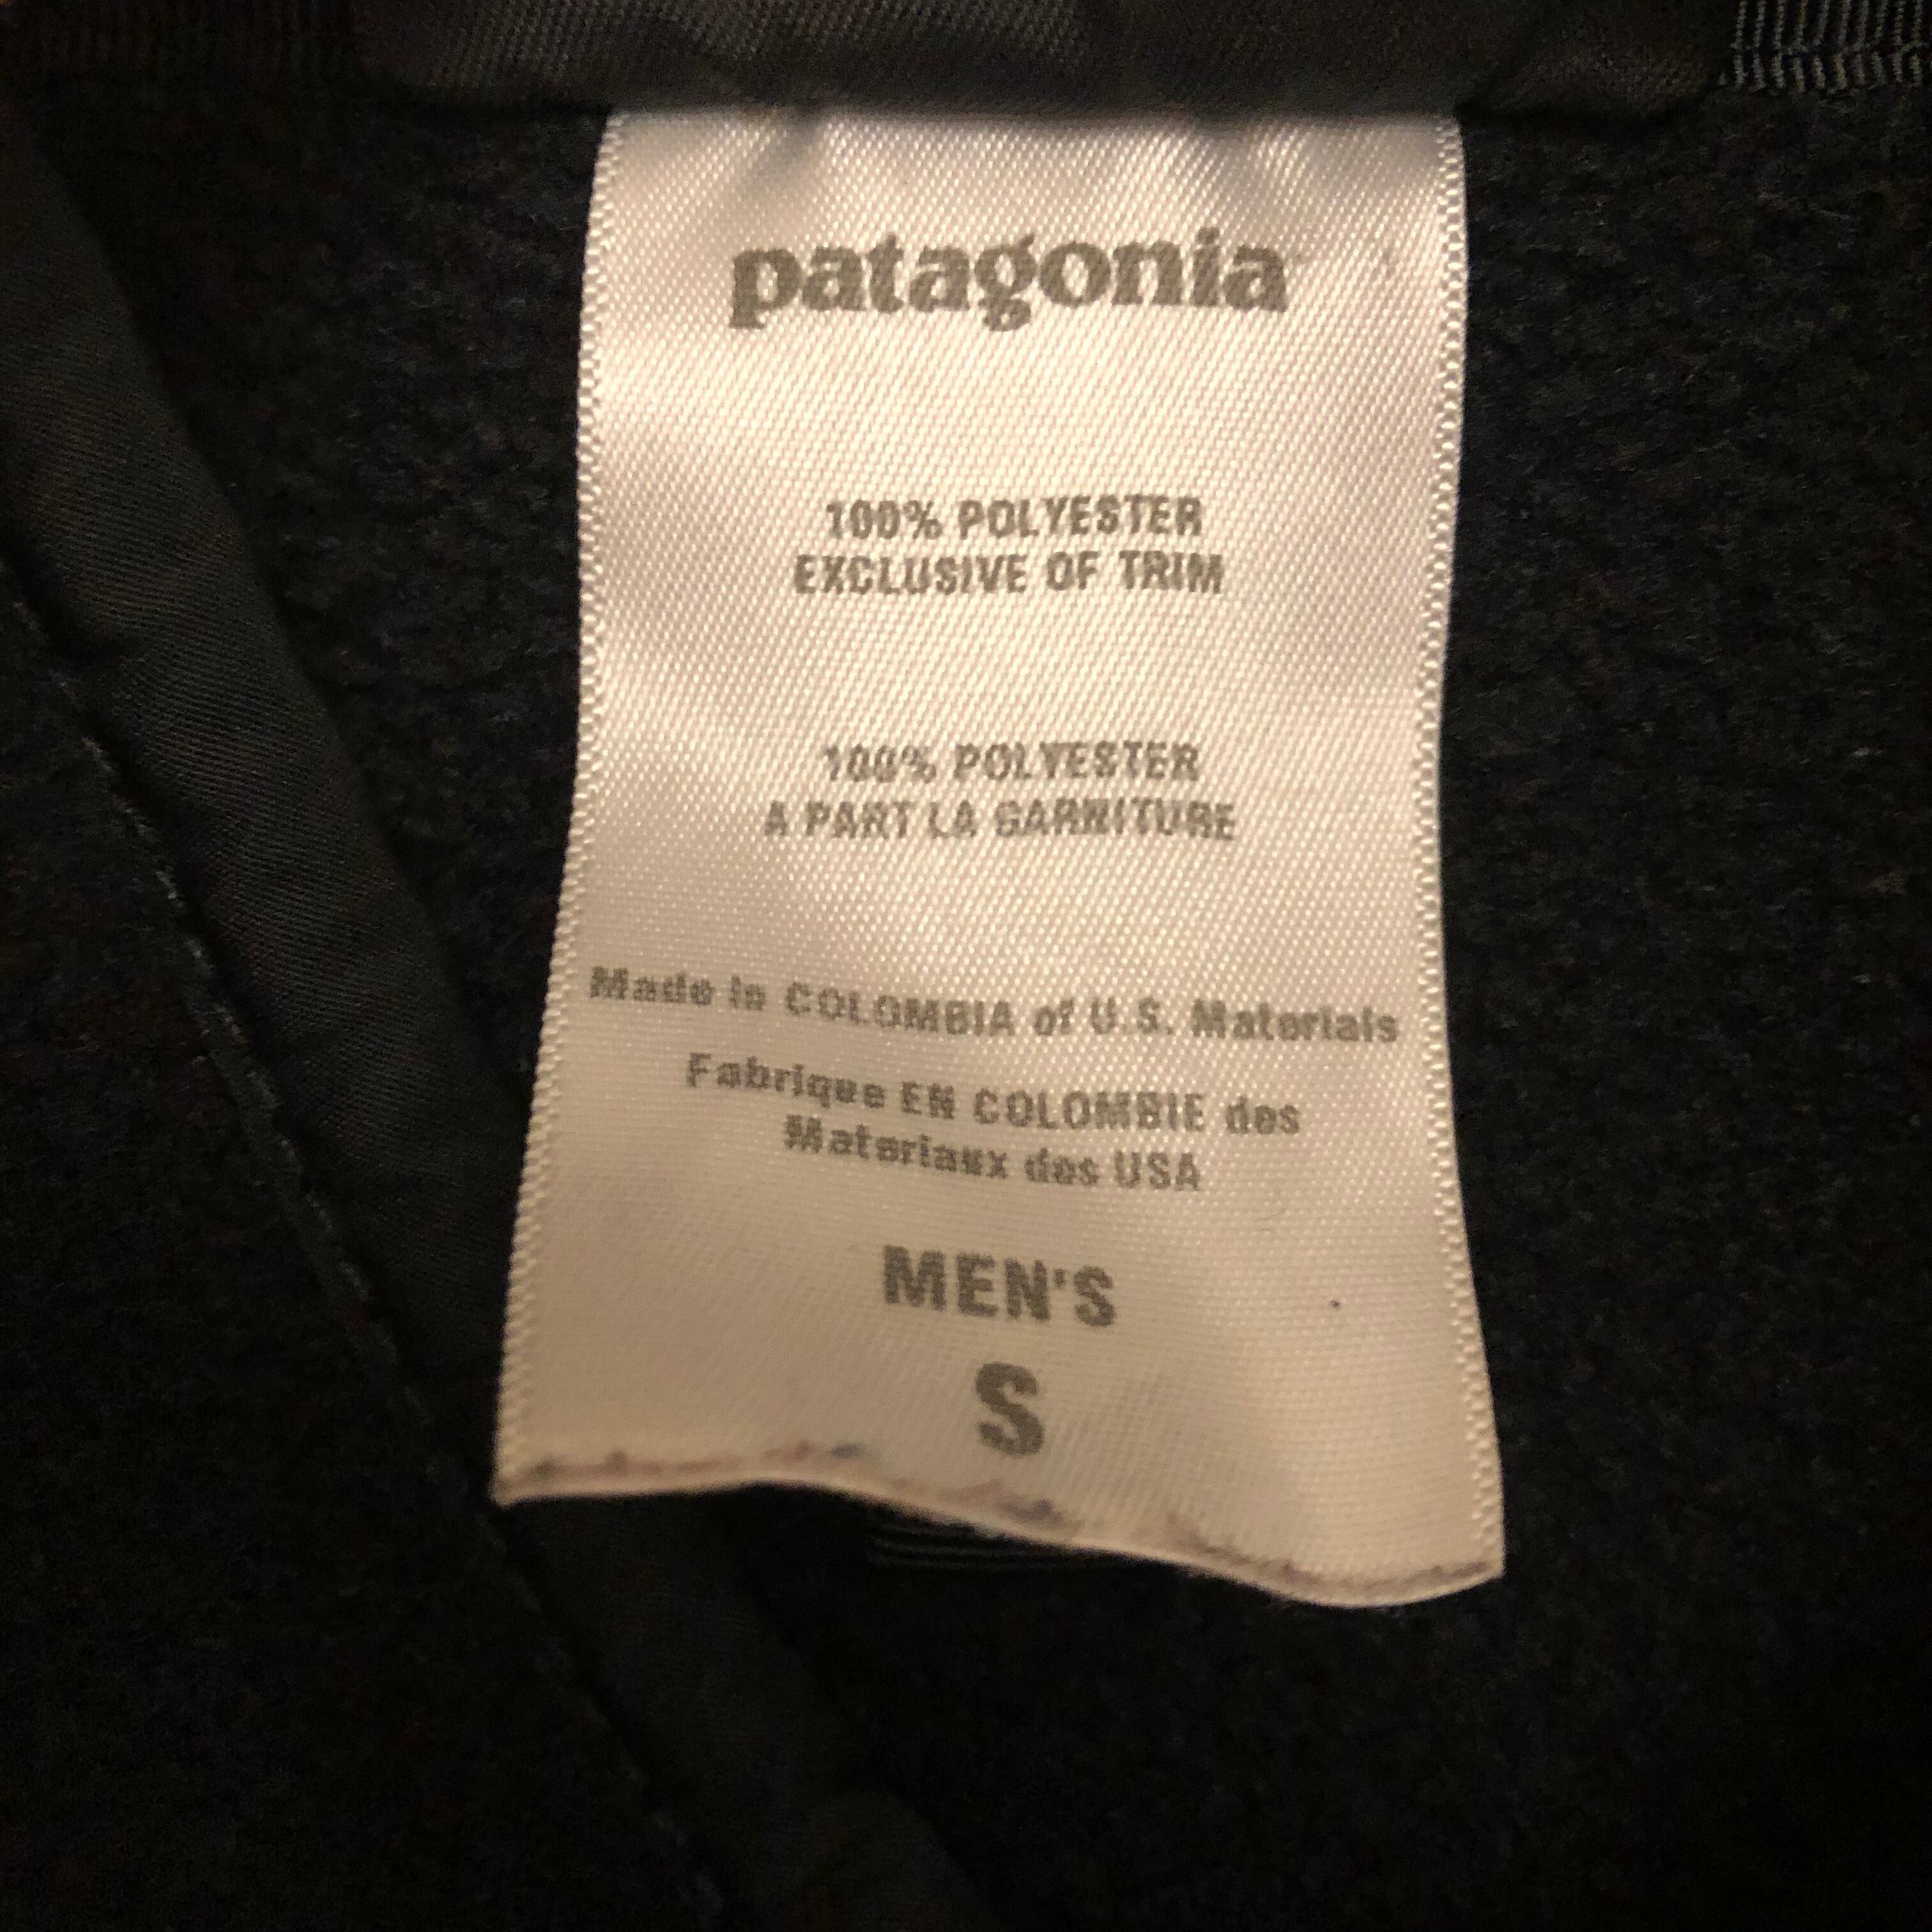 patagonia
100% POLYESTER
EXCLUSIVE OF TRIM
100% POLYESTER
A PART LA GARNITURE
Made in COLOMBIA of U.S. Materials
Fabrique EN COLOMBIE des
Materiaux des USA
MEN'S
S